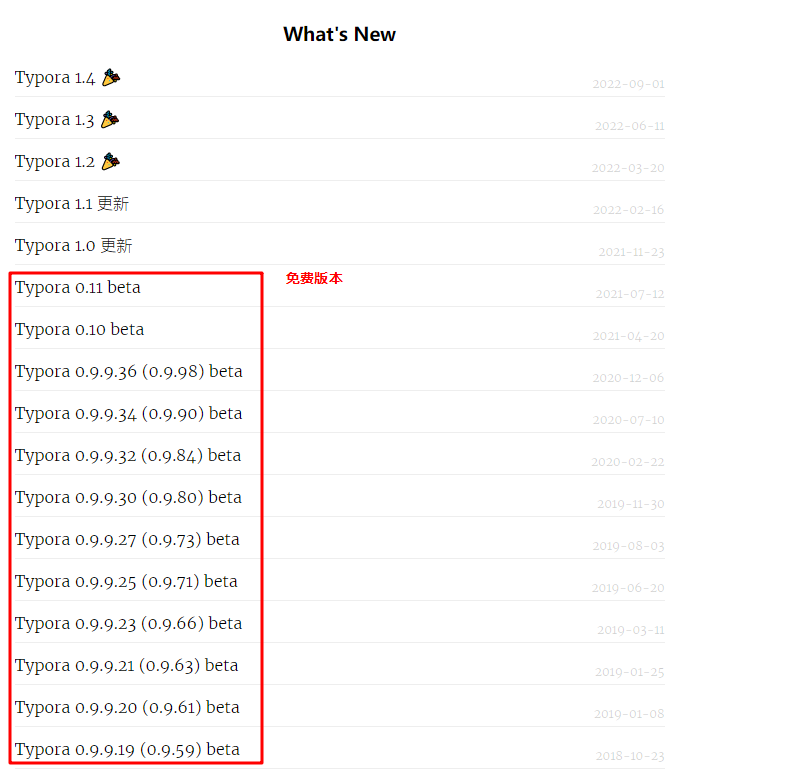 What's New
Typora 1.4 🎉 2022-09-01
Typora 1.3 🎉 2022-06-11
Typora 1.2 🎉 2022-03-20
Typora 1.1 更新 2022-02-16
Typora 1.0 更新 2021-11-23
免费版本
Typora 0.11 beta 2021-07-12
Typora 0.10 beta 2021-04-20
Typora 0.9.9.36 (0.9.98) beta 2020-12-06
Typora 0.9.9.34 (0.9.90) beta 2020-07-10
Typora 0.9.9.32 (0.9.84) beta 2020-02-22
Typora 0.9.9.30 (0.9.80) beta 2019-11-30
Typora 0.9.9.27 (0.9.73) beta 2019-08-03
Typora 0.9.9.25 (0.9.71) beta 2019-06-20
Typora 0.9.9.23 (0.9.66) beta 2019-03-11
Typora 0.9.9.21 (0.9.63) beta 2019-01-25
Typora 0.9.9.20 (0.9.61) beta 2019-01-08
Typora 0.9.9.19 (0.9.59) beta 2018-10-23